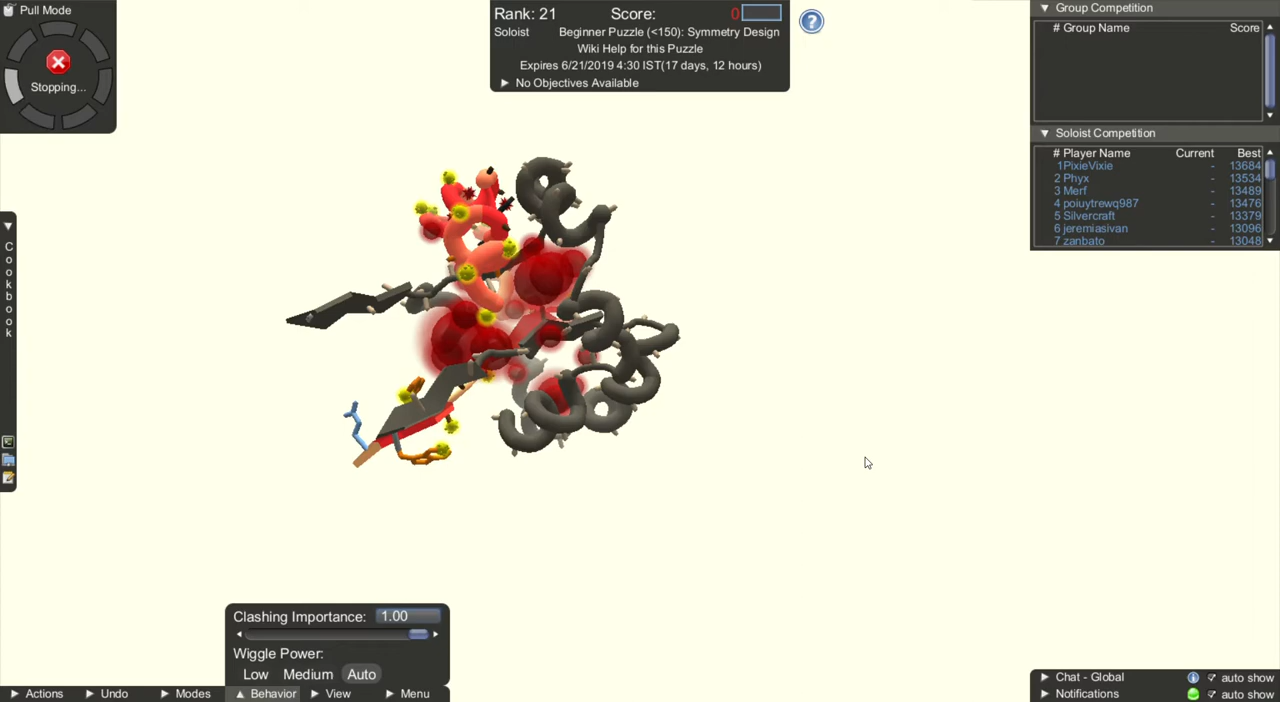 Pull Mode
Stopping...
Rank: 21 Score: 0
Soloist Beginner Puzzle (<150): Symmetry Design
Wiki Help for this Puzzle
Expires 6/21/2019 4:30 IST(17 days, 12 hours)
No Objectives Available
?
Group Competition
# Group Name Score
Soloist Competition
# Player Name Current Best
1 PixieVixie - 13684
2 Phyx - 13534
3 Merf - 13489
4 poiuytrewq987 - 13476
5 Silvercraft - 13379
6 jeremiasivan - 13096
7 zanbato - 13048
Cookbook
Clashing Importance: 1.00
Wiggle Power:
Low Medium Auto
Actions Undo Modes Behavior View Menu
Chat - Global auto show
Notifications auto show